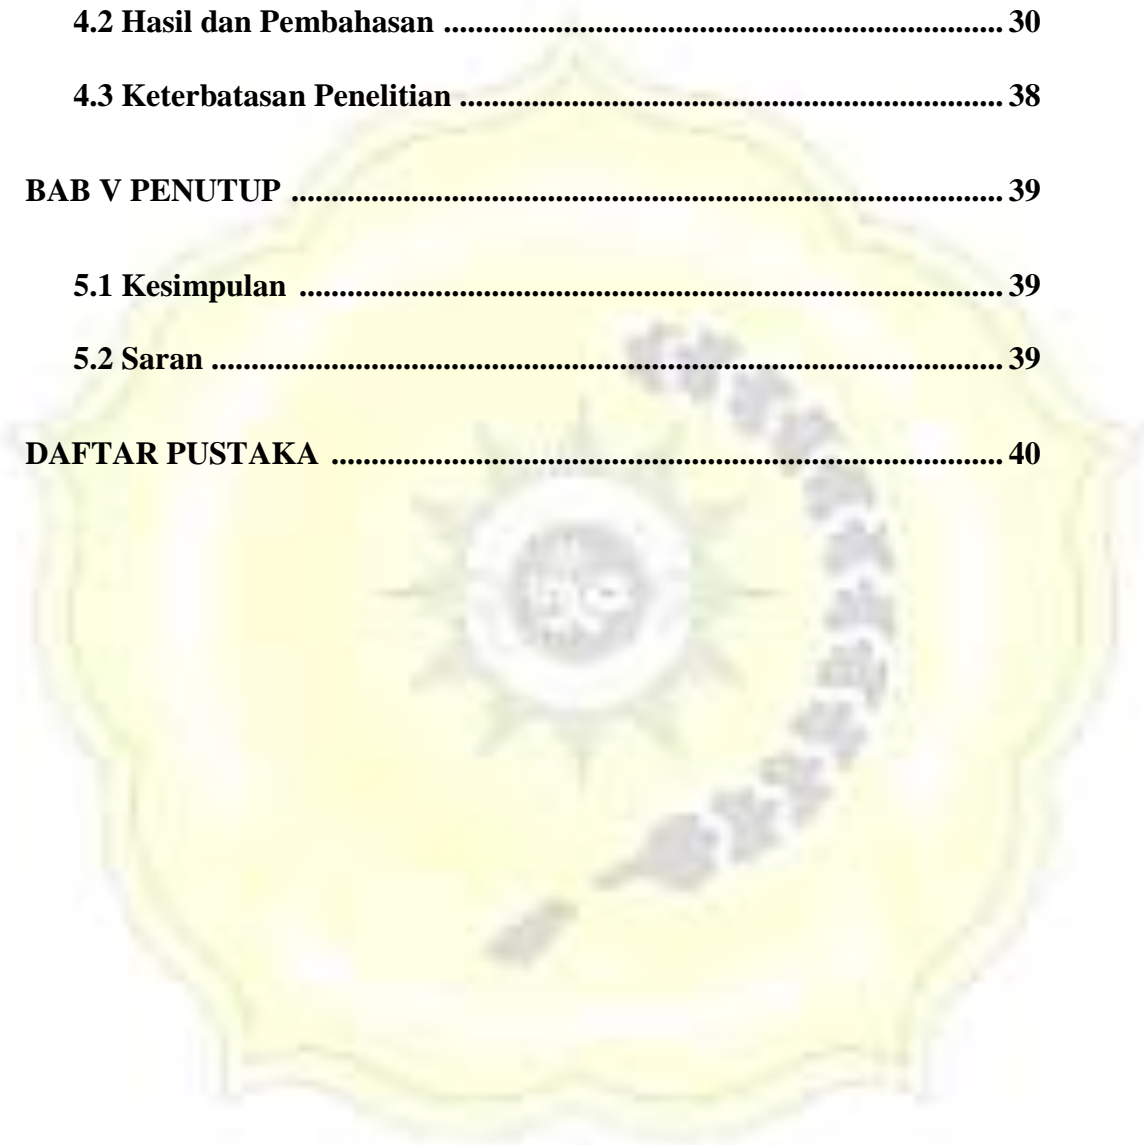 4.2 Hasil dan Pembahasan ....................................................................... 30
4.3 Keterbatasan Penelitian ..................................................................... 38
BAB V PENUTUP .......................................................................................... 39
5.1 Kesimpulan ......................................................................................... 39
5.2 Saran .................................................................................................... 39
DAFTAR PUSTAKA ..................................................................................... 40